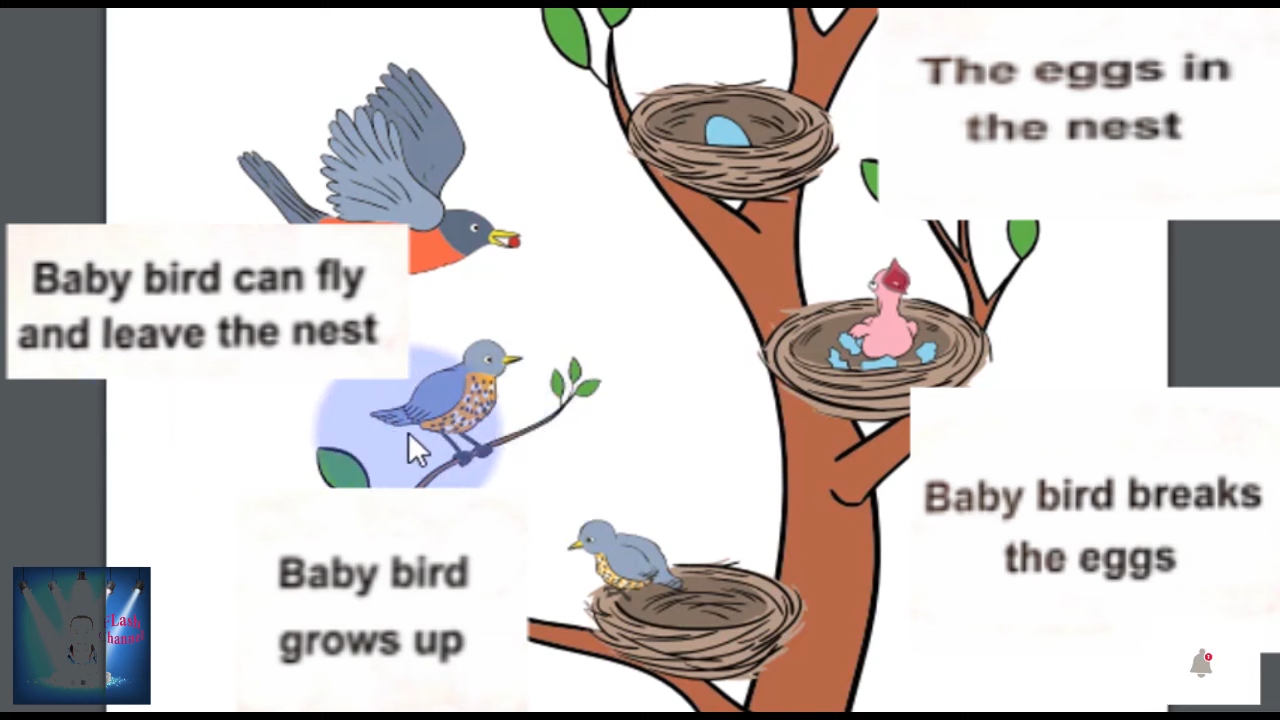 The eggs in
the nest
Baby bird can fly
and leave the nest
Baby bird breaks
the eggs
Baby bird
grows up